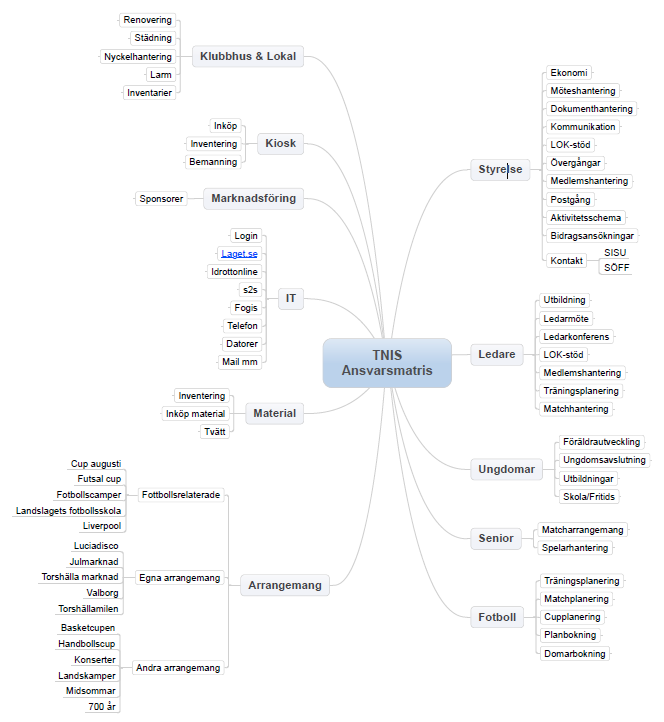 TNIS
Ansvarsmatris
Klubbhus & Lokal
Renovering
Städning
Nyckelhantering
Larm
Inventarier
Kiosk
Inköp
Inventering
Bemanning
Marknadsföring
Sponsorer
IT
Login
Laget.se
Idrottonline
s2s
Fogis
Telefon
Datorer
Mail mm
Material
Inventering
Inköp material
Tvätt
Arrangemang
Fottbollsrelaterade
Cup augusti
Futsal cup
Fotbollscamper
Landslagets fotbollsskola
Liverpool
Egna arrangemang
Luciadisco
Julmarknad
Torshälla marknad
Valborg
Torshällamilen
Andra arrangemang
Basketcupen
Handbollscup
Konserter
Landskamper
Midsommar
700 år
Styrelse
Ekonomi
Möteshantering
Dokumenthantering
Kommunikation
LOK-stöd
Övergångar
Medlemshantering
Postgång
Aktivitetsschema
Bidragsansökningar
Kontakt
SISU
SÖFF
Ledare
Utbildning
Ledarmöte
Ledarkonferens
LOK-stöd
Medlemshantering
Träningsplanering
Matchhantering
Ungdomar
Föräldrautveckling
Ungdomsavslutning
Utbildningar
Skola/Fritids
Senior
Matcharrangemang
Spelarhantering
Fotboll
Träningsplanering
Matchplanering
Cupplanering
Planbokning
Domarbokning